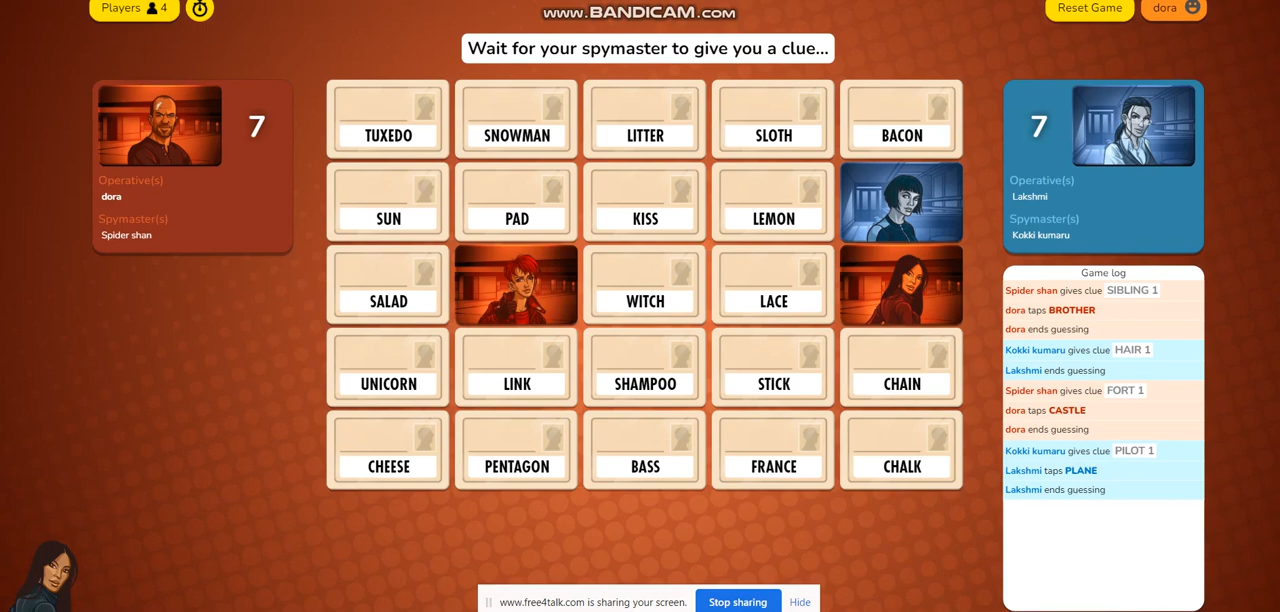 Players 4
www.BANDICAM.com
Reset Game
dora
Wait for your spymaster to give you a clue...
7
Operative(s)
dora
Spymaster(s)
Spider shan
TUXEDO
SNOWMAN
LITTER
SLOTH
BACON
SUN
PAD
KISS
LEMON
SALAD
WITCH
LACE
UNICORN
LINK
SHAMPOO
STICK
CHAIN
CHEESE
PENTAGON
BASS
FRANCE
CHALK
7
Operative(s)
Lakshmi
Spymaster(s)
Kokki kumaru
Game log
Spider shan gives clue SIBLING 1
dora taps BROTHER
dora ends guessing
Kokki kumaru gives clue HAIR 1
Lakshmi ends guessing
Spider shan gives clue FORT 1
dora taps CASTLE
dora ends guessing
Kokki kumaru gives clue PILOT 1
Lakshmi taps PLANE
Lakshmi ends guessing
www.free4talk.com is sharing your screen.
Stop sharing
Hide